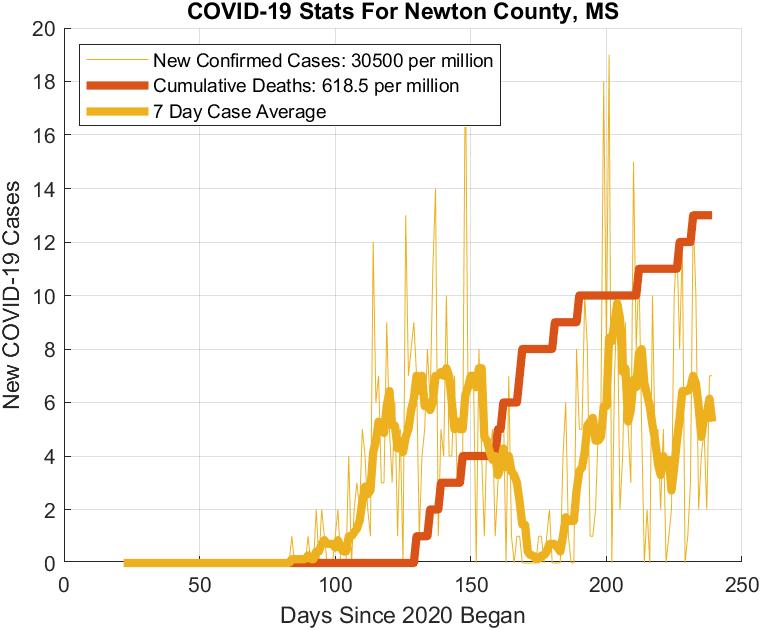 COVID-19 Stats For Newton County, MS
20
18
16
14
12
10
8
6
4
2
0
New Confirmed Cases: 30500 per million
Cumulative Deaths: 618.5 per million
7 Day Case Average
New COVID-19 Cases
0
50
100
150
200
250
Days Since 2020 Began